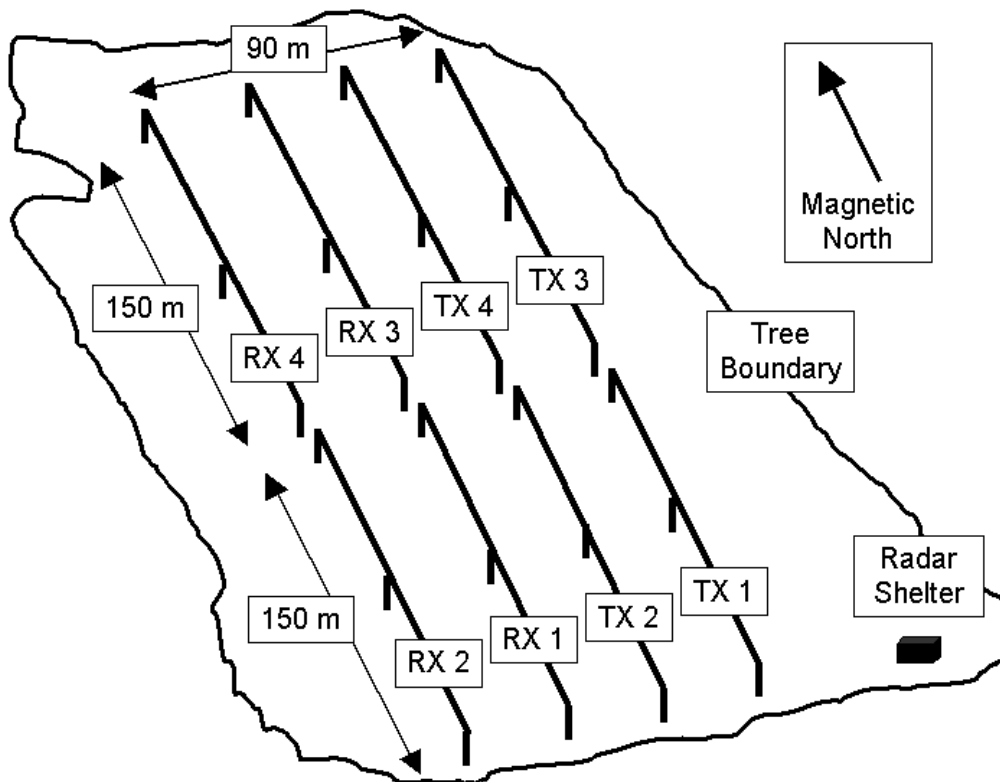 90 m
Magnetic
North
TX 3
150 m
TX 4
RX 3
RX 4
Tree
Boundary
Radar
Shelter
TX 1
150 m
TX 2
RX 1
RX 2